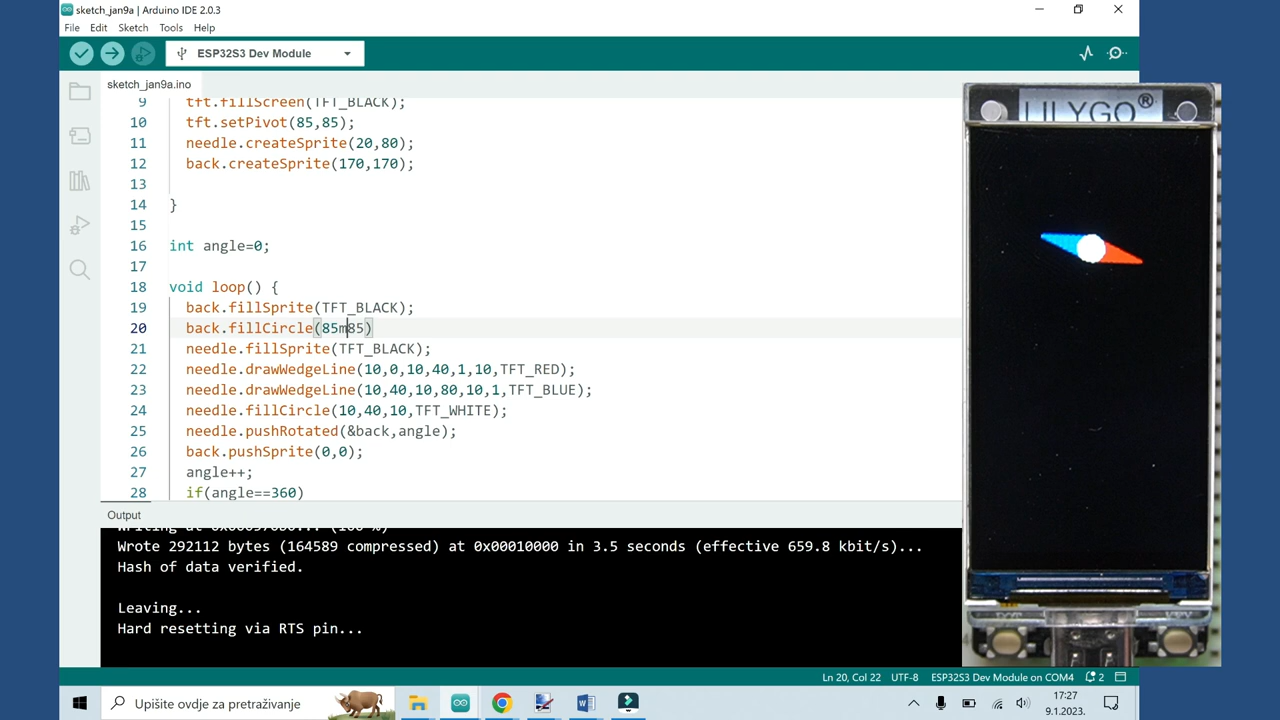 sketch_jan9a | Arduino IDE 2.0.3
File Edit Sketch Tools Help
ESP32S3 Dev Module
sketch_jan9a.ino
9 tft.fillScreen(TFT_BLACK);
10 tft.setPivot(85,85);
11 needle.createSprite(20,80);
12 back.createSprite(170,170);
13
14 }
15
16 int angle=0;
17
18 void loop() {
19 back.fillSprite(TFT_BLACK);
20 back.fillCircle(85m85)
21 needle.fillSprite(TFT_BLACK);
22 needle.drawWedgeLine(10,0,10,40,1,10,TFT_RED);
23 needle.drawWedgeLine(10,40,10,80,10,1,TFT_BLUE);
24 needle.fillCircle(10,40,10,TFT_WHITE);
25 needle.pushRotated(&back,angle);
26 back.pushSprite(0,0);
27 angle++;
28 if(angle==360)
LILYGO®
Output
Wrote 292112 bytes (164589 compressed) at 0x00010000 in 3.5 seconds (effective 659.8 kbit/s)...
Hash of data verified.
Leaving...
Hard resetting via RTS pin...
Ln 20, Col 22 UTF-8 ESP32S3 Dev Module on COM4 2
Upišite ovdje za pretraživanje
17:27
9.1.2023.